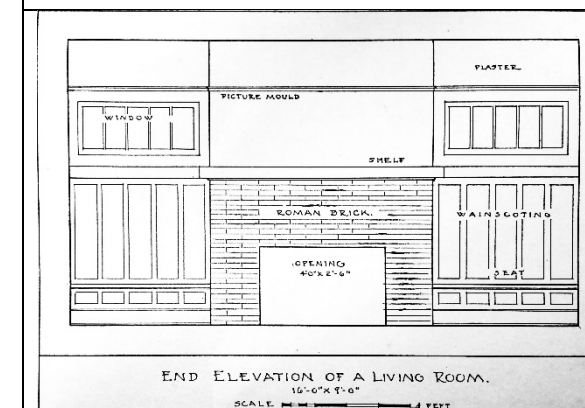 PLASTER
PICTURE MOULD
WINDOW
SHELF
ROMAN BRICK.
WAINSCOTING
OPENING
4'0"X 2'-6"
SEAT
END ELEVATION OF A LIVING ROOM.
16'-0"X 9'-0"
SCALE 4 FEET